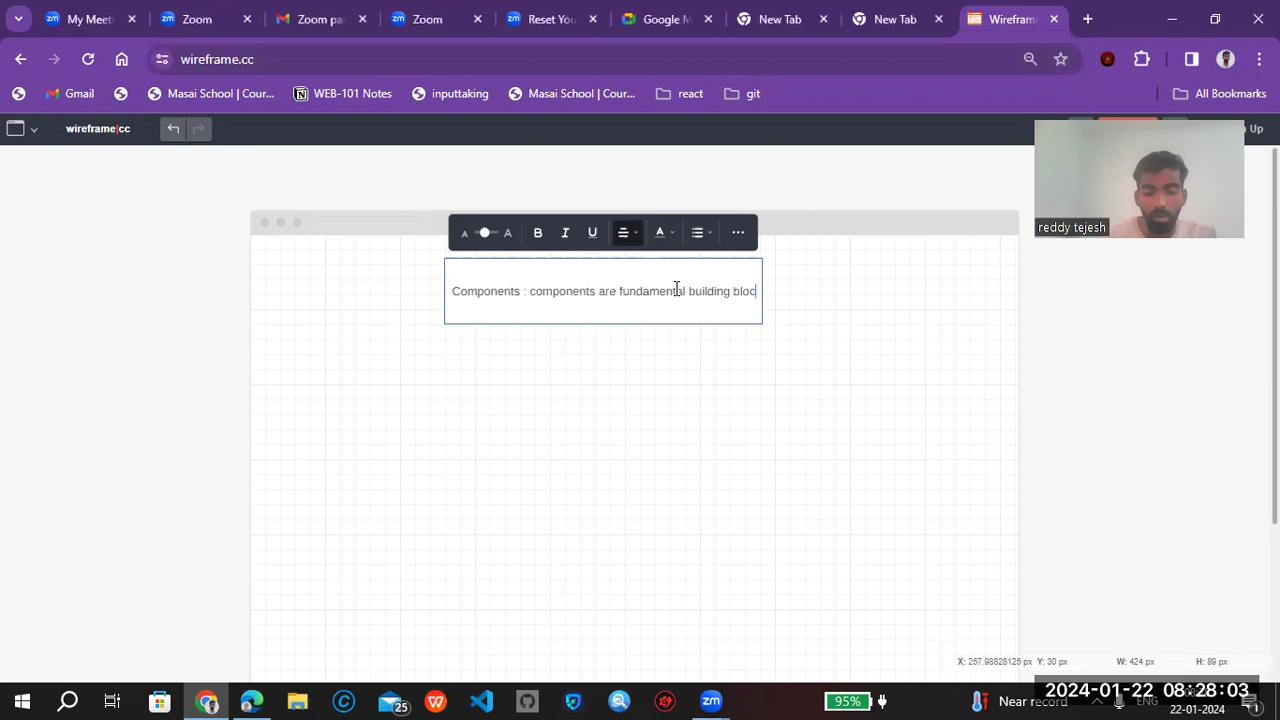 My Meeti
Zoom
Zoom pa
Zoom
Reset You
Google M
New Tab
New Tab
Wirefram
wireframe.cc
Gmail
Masai School | Cour...
WEB-101 Notes
inputtaking
Masai School | Cour...
react
git
All Bookmarks
wireframe|cc
n Up
reddy tejesh
A A B I U A
Components : components are fundamental building bloc
X: 257.98828125 px Y: 30 px W: 424 px H: 89 px
25
95%
Near record
ENG
2024-01-22 08:28:03
22-01-2024